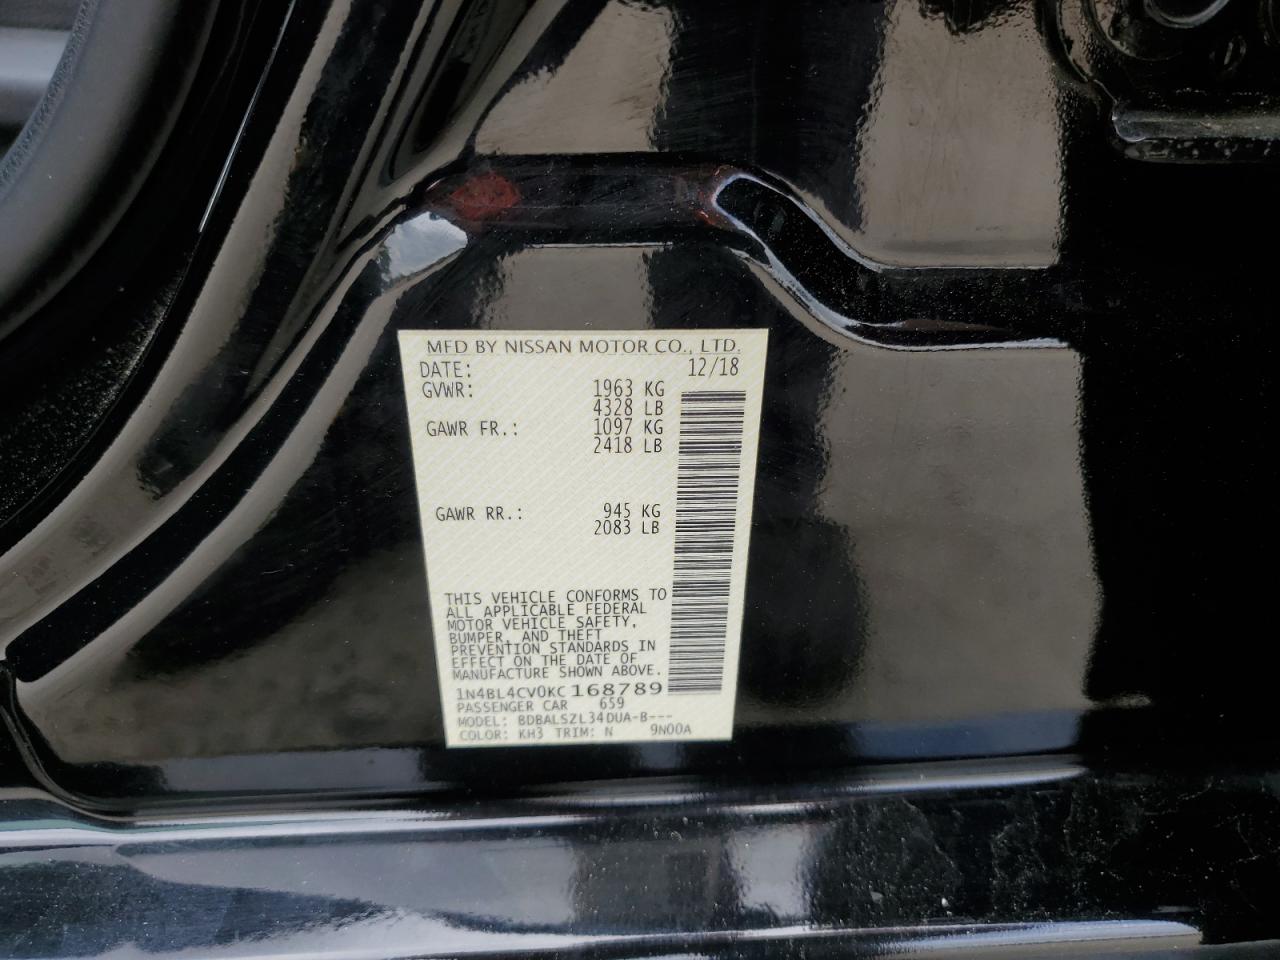 MFD BY NISSAN MOTOR CO., LTD.
DATE: 12/18
GVWR: 1963 KG
4328 LB
GAWR FR.: 1097 KG
2418 LB
GAWR RR.: 945 KG
2083 LB
THIS VEHICLE CONFORMS TO
ALL APPLICABLE FEDERAL
MOTOR VEHICLE SAFETY,
BUMPER, AND THEFT
PREVENTION STANDARDS IN
EFFECT ON THE DATE OF
MANUFACTURE SHOWN ABOVE.
1N4BL4CV0KC168789
PASSENGER CAR 659
MODEL: BDBALSZL34DUA-B---
COLOR: KH3 TRIM: N 9N00A